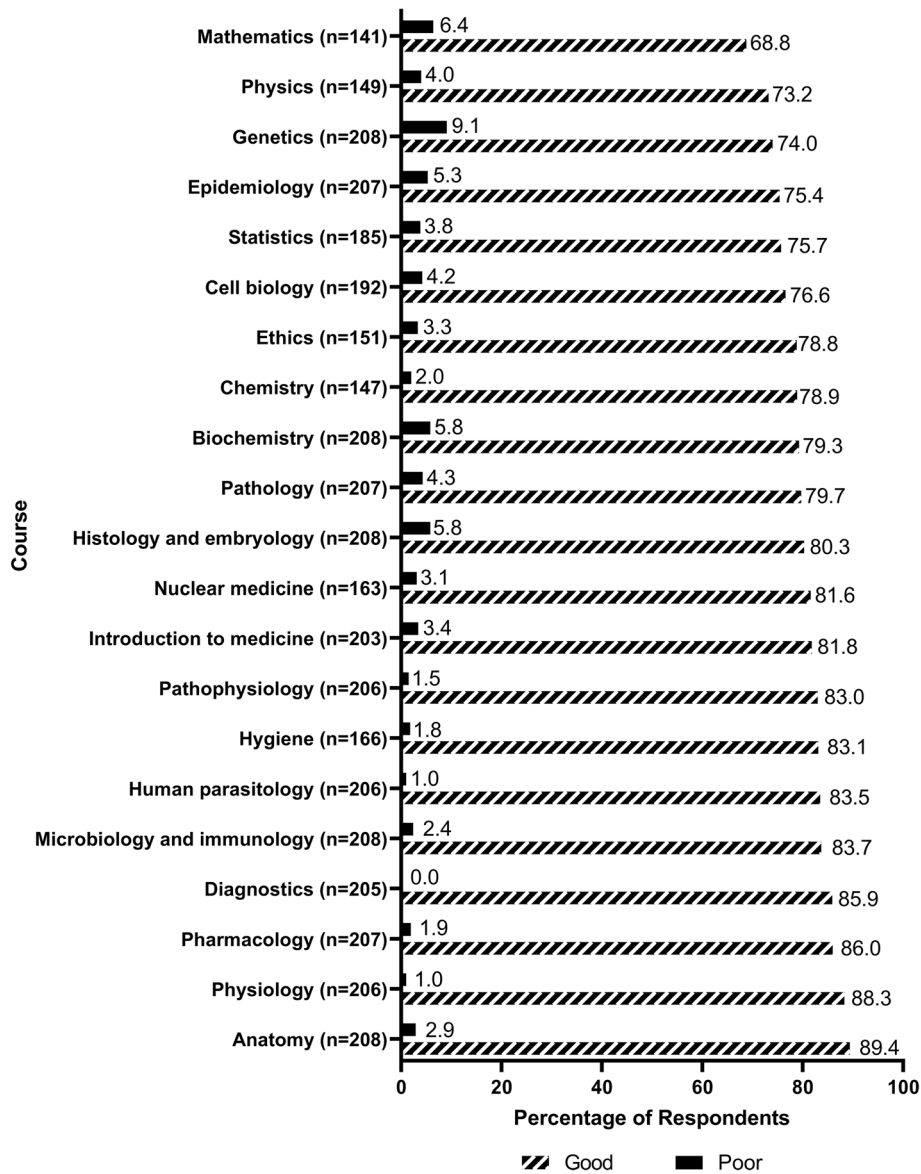 Course
Mathematics (n=141) 6.4
68.8
Physics (n=149) 4.0
73.2
Genetics (n=208) 9.1
74.0
Epidemiology (n=207) 5.3
75.4
Statistics (n=185) 3.8
75.7
Cell biology (n=192) 4.2
76.6
Ethics (n=151) 3.3
78.8
Chemistry (n=147) 2.0
78.9
Biochemistry (n=208) 5.8
79.3
Pathology (n=207) 4.3
79.7
Histology and embryology (n=208) 5.8
80.3
Nuclear medicine (n=163) 3.1
81.6
Introduction to medicine (n=203) 3.4
81.8
Pathophysiology (n=206) 1.5
83.0
Hygiene (n=166) 1.8
83.1
Human parasitology (n=206) 1.0
83.5
Microbiology and immunology (n=208) 2.4
83.7
Diagnostics (n=205) 0.0
85.9
Pharmacology (n=207) 1.9
86.0
Physiology (n=206) 1.0
88.3
Anatomy (n=208) 2.9
89.4
0 20 40 60 80 100
Percentage of Respondents
Good Poor